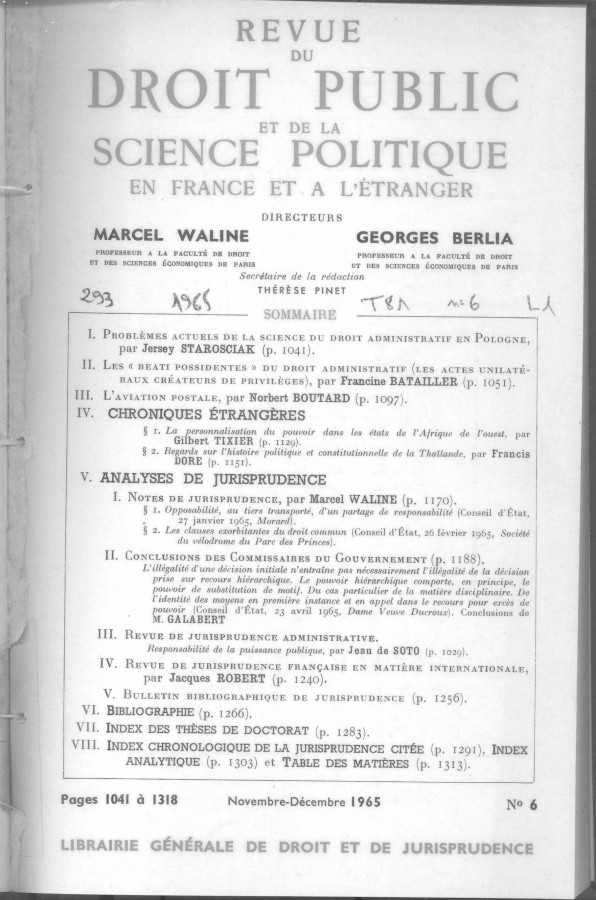 REVUE
DU
DROIT PUBLIC
ET DE LA
SCIENCE POLITIQUE
EN FRANCE ET A L'ÉTRANGER
DIRECTEURS
MARCEL WALINE GEORGES BERLIA
PROFESSEUR A LA FACULTÉ DE DROIT PROFESSEUR A LA FACULTÉ DE DROIT
ET DES SCIENCES ÉCONOMIQUES DE PARIS ET DES SCIENCES ÉCONOMIQUES DE PARIS
Secrétaire de la rédaction
THÉRÈSE PINET
293 1965 T81 n° 6 L1
SOMMAIRE
I. PROBLÈMES ACTUELS DE LA SCIENCE DU DROIT ADMINISTRATIF EN POLOGNE,
par Jersey STAROSCIAK (p. 1041).
II. LES « BEATI POSSIDENTES » DU DROIT ADMINISTRATIF (LES ACTES UNILATÉ-
RAUX CRÉATEURS DE PRIVILÈGES), par Francine BATAILLER (p. 1051).
III. L'AVIATION POSTALE, par Norbert BOUTARD (p. 1097).
IV. CHRONIQUES ÉTRANGÈRES
§ 1. La personnalisation du pouvoir dans les états de l'Afrique de l'ouest, par
Gilbert TIXIER (p. 1129).
§ 2. Regards sur l'histoire politique et constitutionnelle de la Thaïlande, par Francis
DORE (p. 1151).
V. ANALYSES DE JURISPRUDENCE
I. NOTES DE JURISPRUDENCE, par Marcel WALINE (p. 1170).
§ 1. Opposabilité, au tiers transporté, d'un partage de responsabilité (Conseil d'État,
27 janvier 1965, Morard).
§ 2. Les clauses exorbitantes du droit commun (Conseil d'État, 26 février 1965, Société
du vélodrome du Parc des Princes).
II. CONCLUSIONS DES COMMISSAIRES DU GOUVERNEMENT (p. 1188).
L'illégalité d'une décision initiale n'entraîne pas nécessairement l'illégalité de la décision
prise sur recours hiérarchique. Le pouvoir hiérarchique comporte, en principe, le
pouvoir de substitution de motif. Du cas particulier de la matière disciplinaire. De
l'identité des moyens en première instance et en appel dans le recours pour excès de
pouvoir (Conseil d'État, 23 avril 1965, Dame Veuve Ducroux). Conclusions de
M. GALABERT
III. REVUE DE JURISPRUDENCE ADMINISTRATIVE.
Responsabilité de la puissance publique, par Jean de SOTO (p. 1029).
IV. REVUE DE JURISPRUDENCE FRANÇAISE EN MATIÈRE INTERNATIONALE,
par Jacques ROBERT (p. 1240).
V. BULLETIN BIBLIOGRAPHIQUE DE JURISPRUDENCE (p. 1256).
VI. BIBLIOGRAPHIE (p. 1266).
VII. INDEX DES THÈSES DE DOCTORAT (p. 1283).
VIII. INDEX CHRONOLOGIQUE DE LA JURISPRUDENCE CITÉE (p. 1291), INDEX
ANALYTIQUE (p. 1303) et TABLE DES MATIÈRES (p. 1313).
Pages 1041 à 1318 Novembre-Décembre 1965 No 6
LIBRAIRIE GÉNÉRALE DE DROIT ET DE JURISPRUDENCE